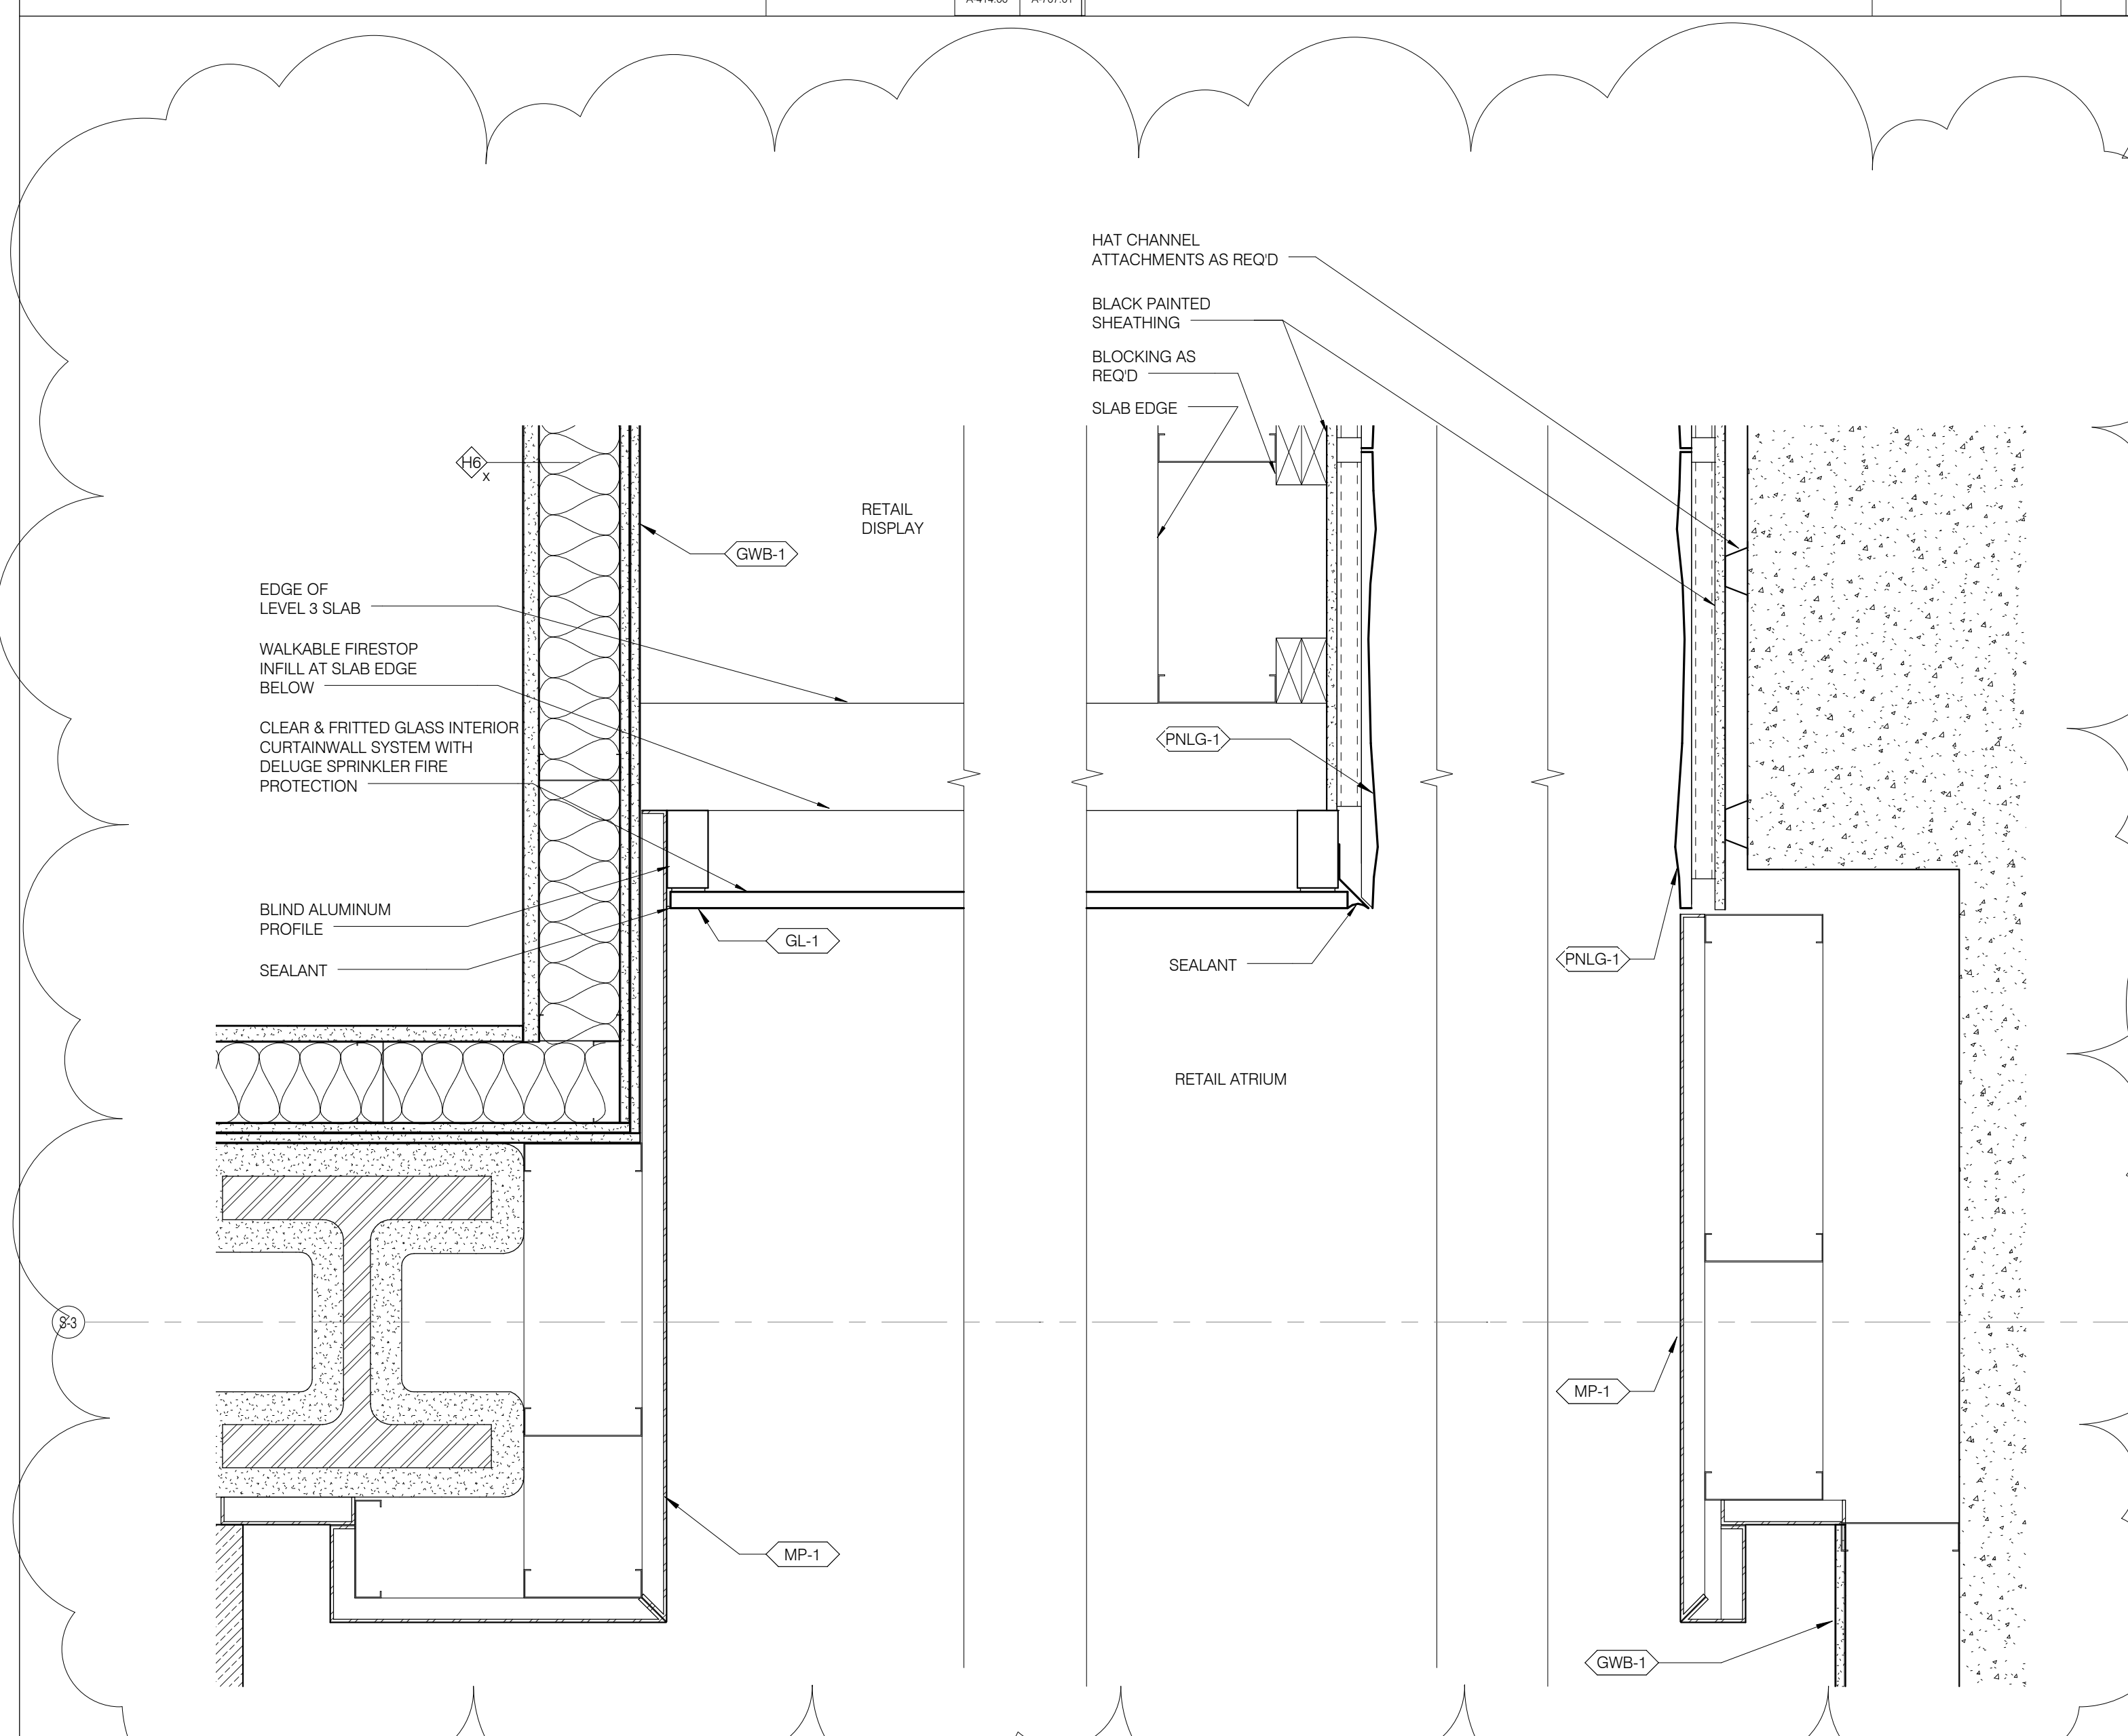 HAT CHANNEL
ATTACHMENTS AS REQ'D
BLACK PAINTED
SHEATHING
BLOCKING AS
REQ'D
SLAB EDGE
H6
x
RETAIL
DISPLAY
GWB-1
EDGE OF
LEVEL 3 SLAB
WALKABLE FIRESTOP
INFILL AT SLAB EDGE
BELOW
CLEAR & FRITTED GLASS INTERIOR
CURTAINWALL SYSTEM WITH
DELUGE SPRINKLER FIRE
PROTECTION
PNLG-1
BLIND ALUMINUM
PROFILE
GL-1
SEALANT
SEALANT
PNLG-1
RETAIL ATRIUM
S-3
MP-1
MP-1
GWB-1